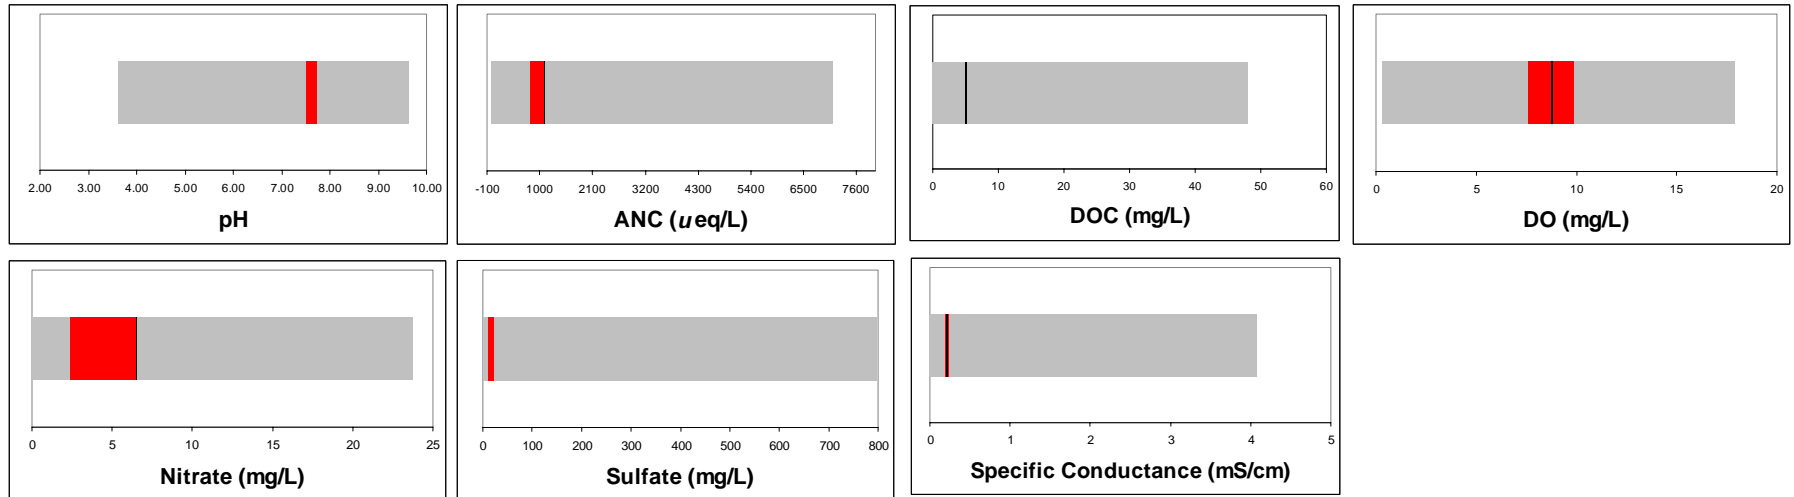 2.00 3.00 4.00 5.00 6.00 7.00 8.00 9.00 10.00
pH
-100 1000 2100 3200 4300 5400 6500 7600
ANC (ueq/L)
0 10 20 30 40 50 60
DOC (mg/L)
0 5 10 15 20
DO (mg/L)
0 5 10 15 20 25
Nitrate (mg/L)
0 100 200 300 400 500 600 700 800
Sulfate (mg/L)
0 1 2 3 4 5
Specific Conductance (mS/cm)